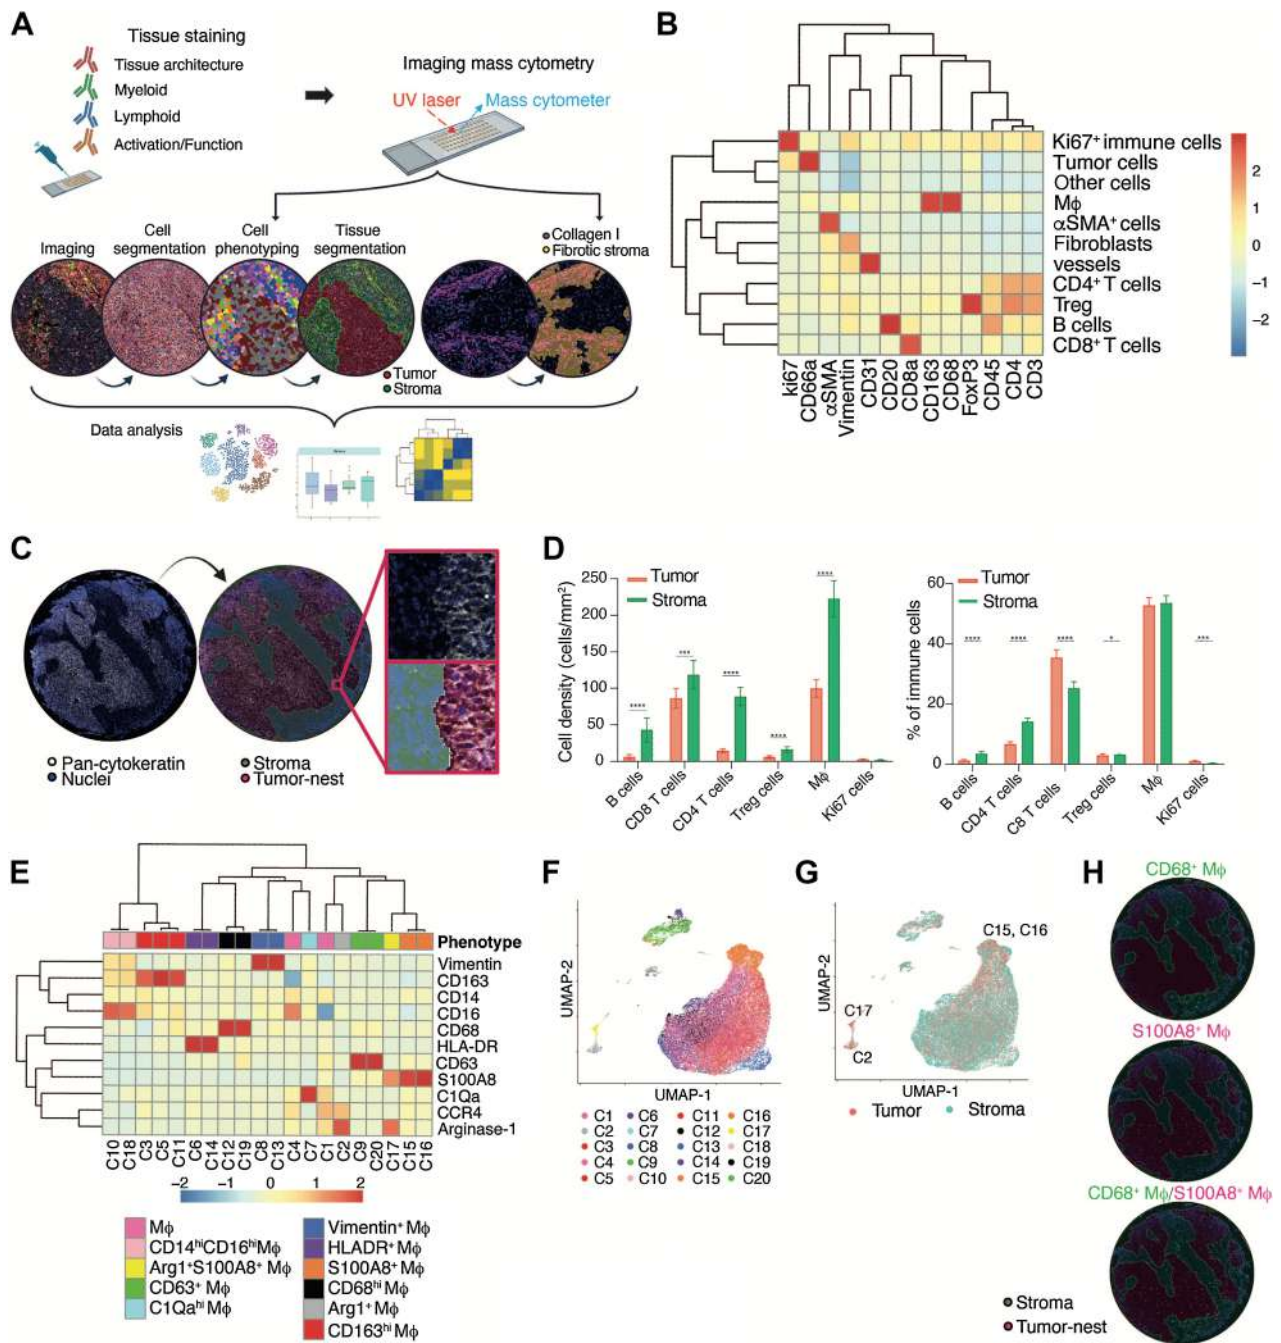 A
Tissue staining
Tissue architecture
Myeloid
Lymphoid
Activation/Function
Imaging mass cytometry
UV laser
Mass cytometer
Imaging
Cell
segmentation
Cell
phenotyping
Tissue
segmentation
Collagen I
Fibrotic stroma
Tumor
Stroma
Data analysis
B
Ki67⁺ immune cells
Tumor cells
Other cells
Mϕ
αSMA⁺ cells
Fibroblasts
vessels
CD4⁺ T cells
Treg
B cells
CD8⁺ T cells
2
1
0
−1
−2
ki67
CD66a
αSMA
Vimentin
CD31
CD20
CD8a
CD163
CD68
FoxP3
CD45
CD4
CD3
C
Pan-cytokeratin
Nuclei
Stroma
Tumor-nest
D
Cell density (cells/mm²)
250
200
150
100
50
0
Tumor
Stroma
****
***
****
****
****
B cells
CD8 T cells
CD4 T cells
Treg cells
Mϕ
Ki67 cells
% of immune cells
60
40
20
0
Tumor
Stroma
****
****
****
*
***
B cells
CD4 T cells
C8 T cells
Treg cells
Mϕ
Ki67 cells
E
Phenotype
Vimentin
CD163
CD14
CD16
CD68
HLA-DR
CD63
S100A8
C1Qa
CCR4
Arginase-1
C10
C18
C3
C5
C11
C6
C14
C12
C19
C8
C13
C4
C7
C1
C2
C9
C20
C17
C15
C16
−2 −1 0 1 2
Mϕ
CD14ʰⁱCD16ʰⁱMϕ
Arg1⁺S100A8⁺ Mϕ
CD63⁺ Mϕ
C1Qaʰⁱ Mϕ
Vimentin⁺ Mϕ
HLADR⁺ Mϕ
S100A8⁺ Mϕ
CD68ʰⁱ Mϕ
Arg1⁺ Mϕ
CD163ʰⁱ Mϕ
F
UMAP-2
UMAP-1
C1 C6 C11 C16
C2 C7 C12 C17
C3 C8 C13 C18
C4 C9 C14 C19
C5 C10 C15 C20
G
C15, C16
C17
C2
UMAP-2
UMAP-1
Tumor Stroma
H
CD68⁺ Mϕ
S100A8⁺ Mϕ
CD68⁺ Mϕ/S100A8⁺ Mϕ
Stroma
Tumor-nest